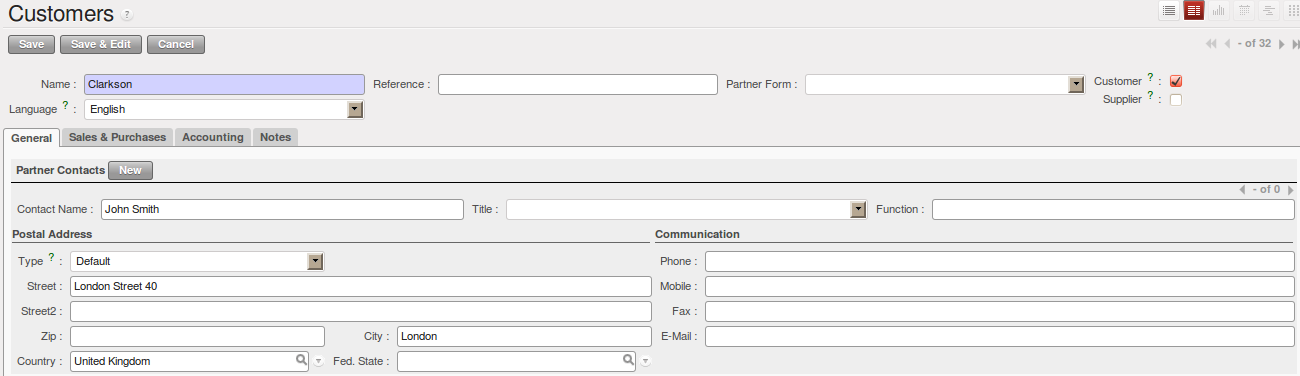 Customers ?
Save Save & Edit Cancel - of 32
Name : Clarkson Reference : Partner Form : Customer ? :
Language ? : English Supplier ? :
General Sales & Purchases Accounting Notes
Partner Contacts New
- of 0
Contact Name : John Smith Title : Function :
Postal Address Communication
Type ? : Default Phone :
Street : London Street 40 Mobile :
Street2 : Fax :
Zip : City : London E-Mail :
Country : United Kingdom Fed. State :